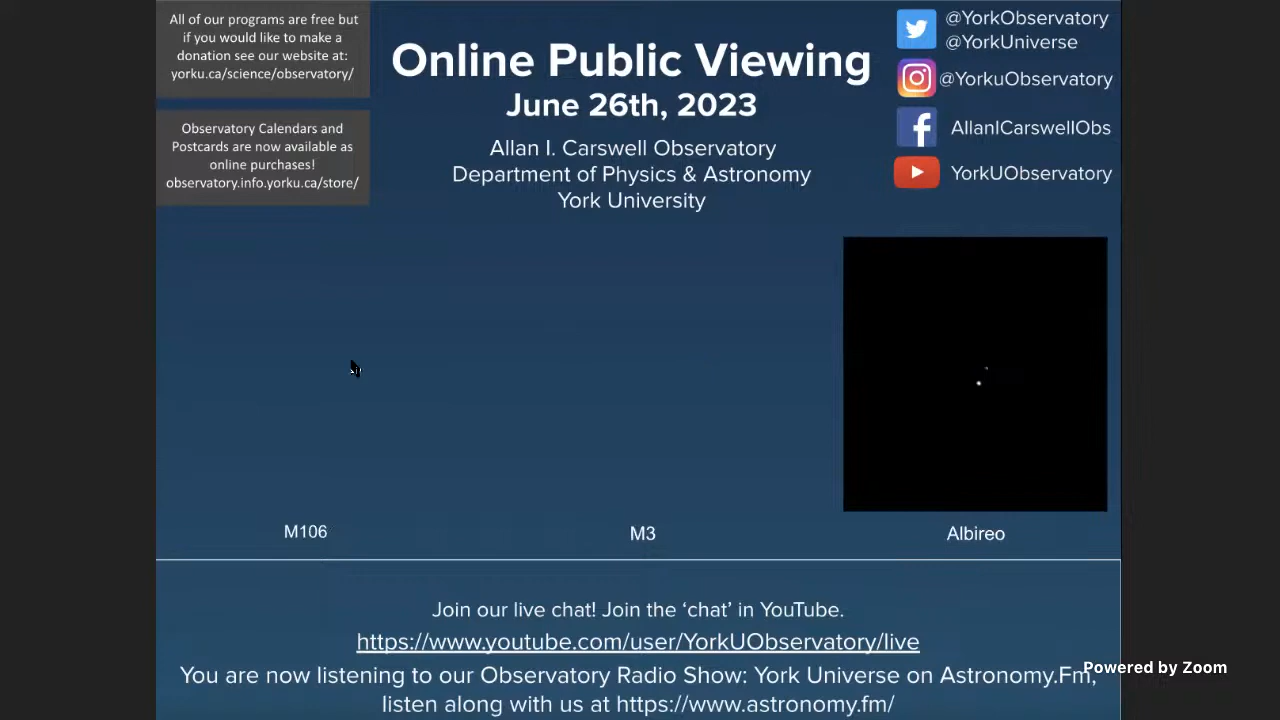 All of our programs are free but
if you would like to make a
donation see our website at:
yorku.ca/science/observatory/
Observatory Calendars and
Postcards are now available as
online purchases!
observatory.info.yorku.ca/store/
Online Public Viewing
June 26th, 2023
Allan I. Carswell Observatory
Department of Physics & Astronomy
York University
@YorkObservatory
@YorkUniverse
@YorkuObservatory
AllanICarswellObs
YorkUObservatory
M106
M3
Albireo
Join our live chat! Join the ‘chat’ in YouTube.
https://www.youtube.com/user/YorkUObservatory/live
You are now listening to our Observatory Radio Show: York Universe on Astronomy.Fm,
listen along with us at https://www.astronomy.fm/
Powered by Zoom